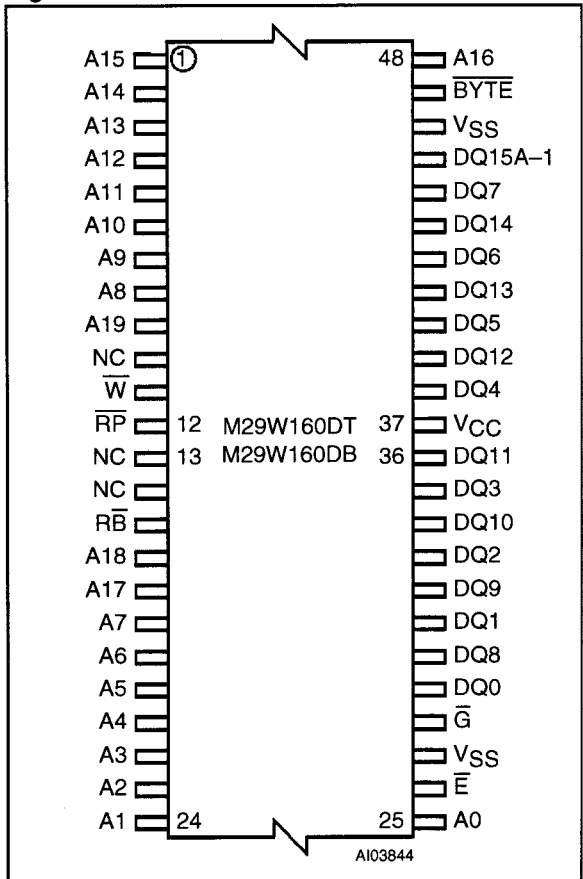 A15 1 48 A16
A14 B̅Y̅T̅E̅
A13 VSS
A12 DQ15A–1
A11 DQ7
A10 DQ14
A9 DQ6
A8 DQ13
A19 DQ5
NC DQ12
W̅ DQ4
R̅P̅ 12 M29W160DT 37 VCC
NC 13 M29W160DB 36 DQ11
NC DQ3
RB̅ DQ10
A18 DQ2
A17 DQ9
A7 DQ1
A6 DQ8
A5 DQ0
A4 G̅
A3 VSS
A2 E̅
A1 24 25 A0
AI03844